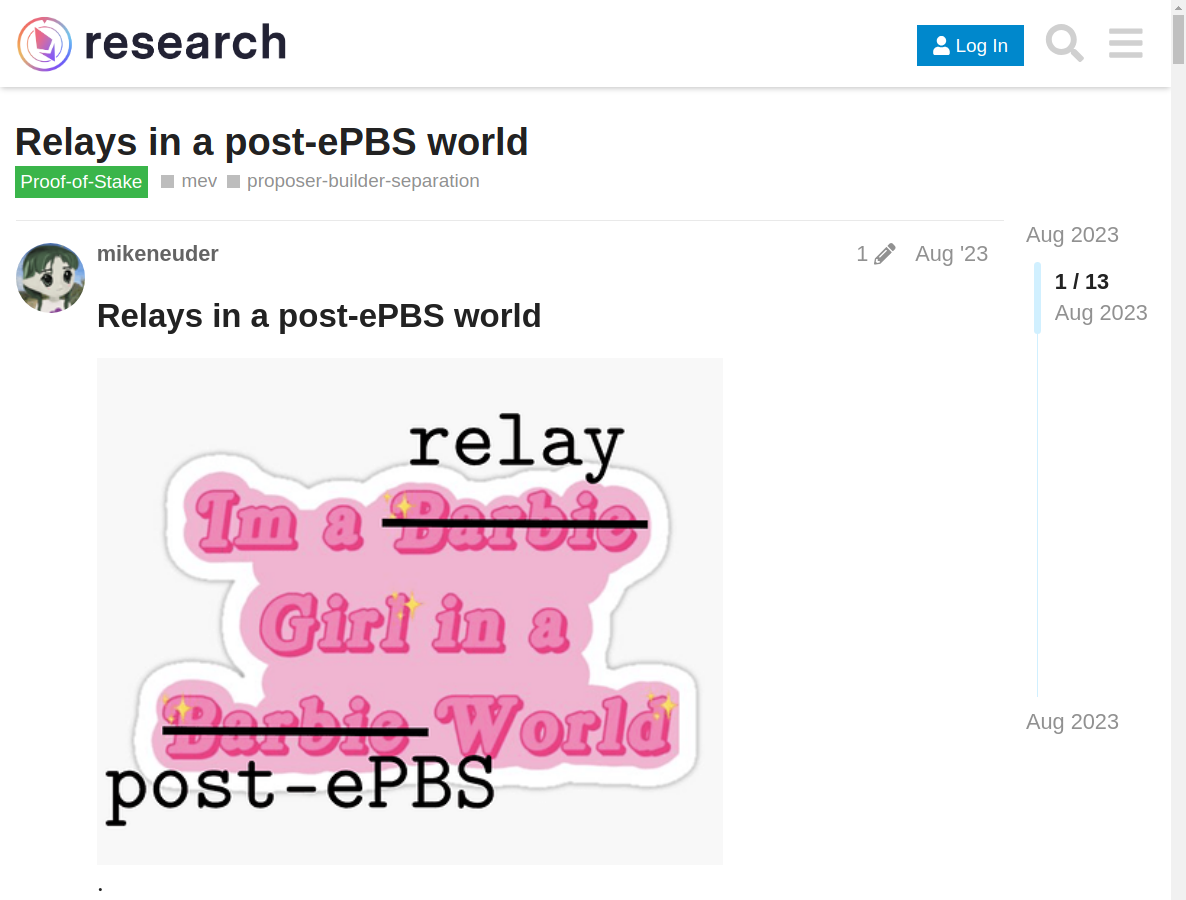 research
Log In
Relays in a post-ePBS world
Proof-of-Stake mev proposer-builder-separation
mikeneuder 1 Aug '23
Relays in a post-ePBS world
relay
Im a Barbie
Girl in a
Barbie World
post-ePBS
.
Aug 2023
1 / 13
Aug 2023
Aug 2023